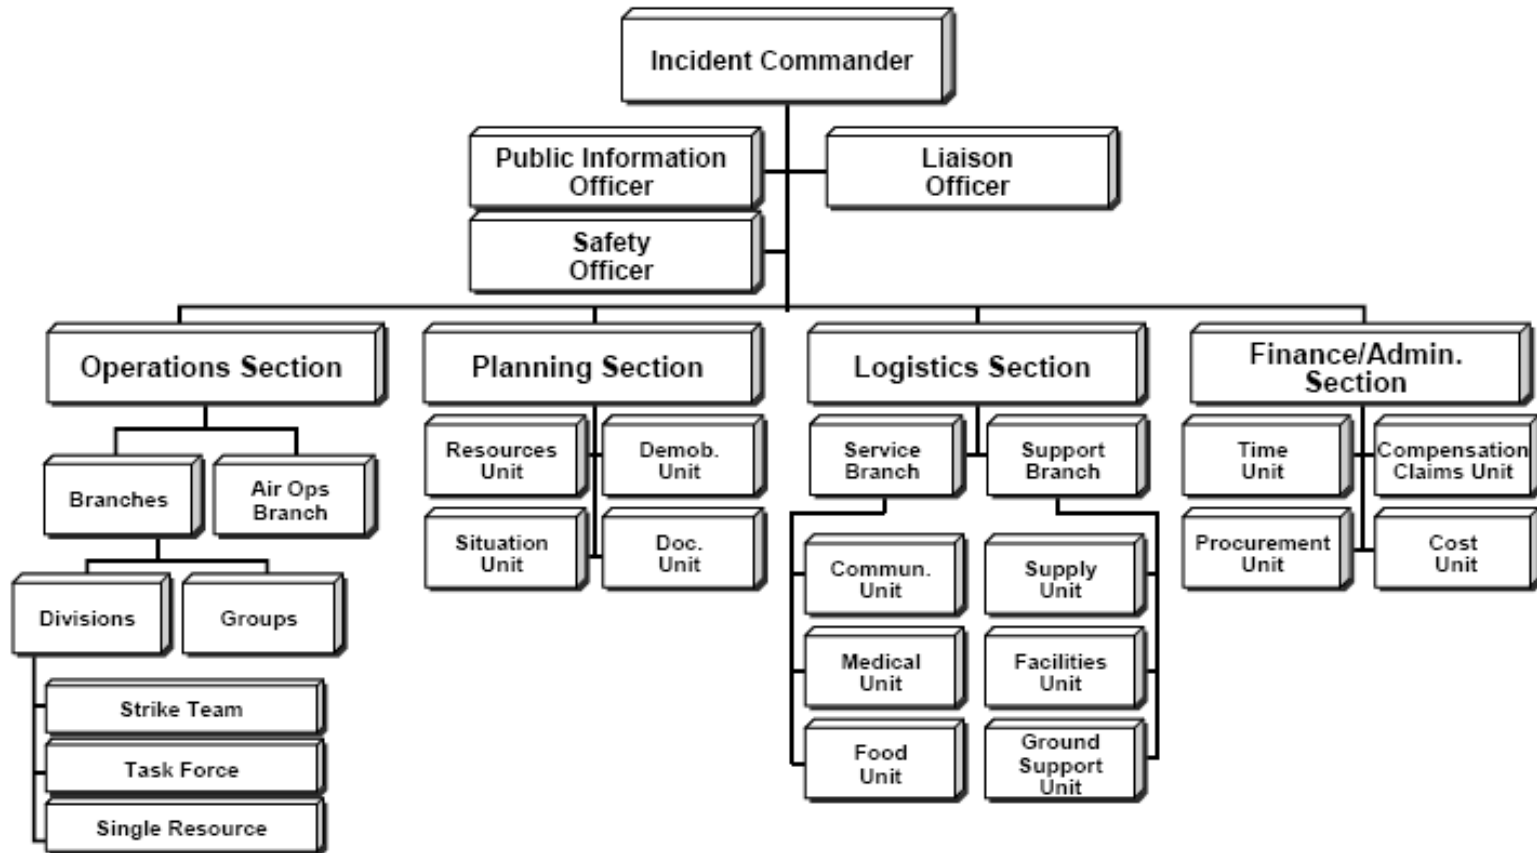 Incident Commander
Public Information
Officer
Liaison
Officer
Safety
Officer
Operations Section
Planning Section
Logistics Section
Finance/Admin.
Section
Branches
Air Ops
Branch
Divisions
Groups
Strike Team
Task Force
Single Resource
Resources
Unit
Demob.
Unit
Situation
Unit
Doc.
Unit
Service
Branch
Support
Branch
Commun.
Unit
Supply
Unit
Medical
Unit
Facilities
Unit
Food
Unit
Ground
Support
Unit
Time
Unit
Compensation
Claims Unit
Procurement
Unit
Cost
Unit